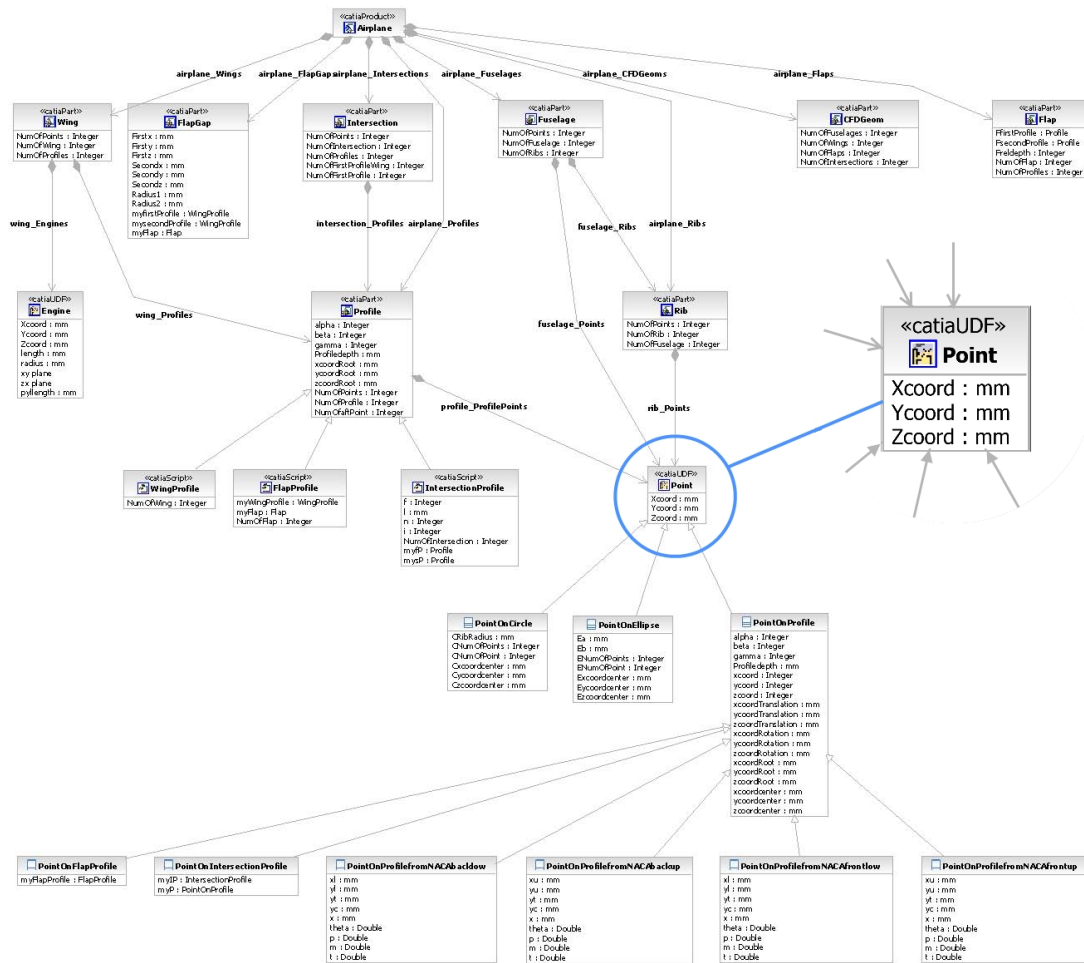 «catiaProduct»
Airplane
airplane_Wings
airplane_FlapGaps
airplane_Intersections
airplane_Fuselages
airplane_CFDGeoms
airplane_Flaps
«catiaPart»
Wing
NumOfPoints : Integer
NumOfWing : Integer
NumOfProfiles : Integer
«catiaPart»
FlapGap
Firstx : mm
Firsty : mm
Firstz : mm
Secondx : mm
Secondy : mm
Secondz : mm
Radius1 : mm
Radius2 : mm
myfirstProfile : WingProfile
mysecondProfile : WingProfile
myFlap : Flap
«catiaPart»
Intersection
NumOfPoints : Integer
NumOfIntersection : Integer
NumOfProfiles : Integer
NumOfFirstProfileWing : Integer
NumOfFirstProfile : Integer
«catiaPart»
Fuselage
NumOfPoints : Integer
NumOfFuselage : Integer
NumOfRibs : Integer
«catiaPart»
CFDGeom
NumOfFuselages : Integer
NumOfWings : Integer
NumOfFlaps : Integer
NumOfIntersections : Integer
«catiaPart»
Flap
FfirstProfile : Profile
FsecondProfile : Profile
Freldepth : Integer
NumOfFlap : Integer
NumOfProfiles : Integer
wing_Engines
intersection_Profiles
airplane_Profiles
fuselage_Ribs
airplane_Ribs
«catiaUDF»
Engine
Xcoord : mm
Ycoord : mm
Zcoord : mm
length : mm
radius : mm
xy plane
zx plane
pyllength : mm
wing_Profiles
«catiaPart»
Profile
alpha : Integer
beta : Integer
gamma : Integer
Profiledepth : mm
xcoordRoot : mm
ycoordRoot : mm
zcoordRoot : mm
NumOfPoints : Integer
NumOfProfile : Integer
NumOfaftPoint : Integer
fuselage_Points
«catiaPart»
Rib
NumOfPoints : Integer
NumOfRib : Integer
NumOfFuselage : Integer
«catiaUDF»
Point
Xcoord : mm
Ycoord : mm
Zcoord : mm
profile_ProfilePoints
rib_Points
«catiaScript»
WingProfile
NumOfWing : Integer
«catiaScript»
FlapProfile
myWingProfile : WingProfile
myFlap : Flap
NumOfFlap : Integer
«catiaScript»
IntersectionProfile
f : Integer
l : mm
n : Integer
i : Integer
NumOfIntersection : Integer
myfP : Profile
mysP : Profile
«catiaUDF»
Point
Xcoord : mm
Ycoord : mm
Zcoord : mm
PointOnCircle
CRibRadius : mm
CNumOfPoints : Integer
CNumOfPoint : Integer
Cxcoordcenter : mm
Cycoordcenter : mm
Czcoordcenter : mm
PointOnEllipse
Ea : mm
Eb : mm
ENumOfPoints : Integer
ENumOfPoint : Integer
Excoordcenter : mm
Eycoordcenter : mm
Ezcoordcenter : mm
PointOnProfile
alpha : Integer
beta : Integer
gamma : Integer
Profiledepth : mm
xcoord : Integer
ycoord : Integer
zcoord : Integer
xcoordTranslation : mm
ycoordTranslation : mm
zcoordTranslation : mm
xcoordRotation : mm
ycoordRotation : mm
zcoordRotation : mm
xcoordRoot : mm
ycoordRoot : mm
zcoordRoot : mm
xcoordcenter : mm
ycoordcenter : mm
zcoordcenter : mm
PointOnFlapProfile
myFlapProfile : FlapProfile
PointOnIntersectionProfile
myIP : IntersectionProfile
myP : PointOnProfile
PointOnProfilefromNACAbacklow
xl : mm
yl : mm
yt : mm
yc : mm
x : mm
theta : Double
p : Double
m : Double
t : Double
PointOnProfilefromNACAbackup
xu : mm
yu : mm
yt : mm
yc : mm
x : mm
theta : Double
p : Double
m : Double
t : Double
PointOnProfilefromNACAfrontlow
xl : mm
yl : mm
yt : mm
yc : mm
x : mm
theta : Double
p : Double
m : Double
t : Double
PointOnProfilefromNACAfrontup
xu : mm
yu : mm
yt : mm
yc : mm
x : mm
theta : Double
p : Double
m : Double
t : Double